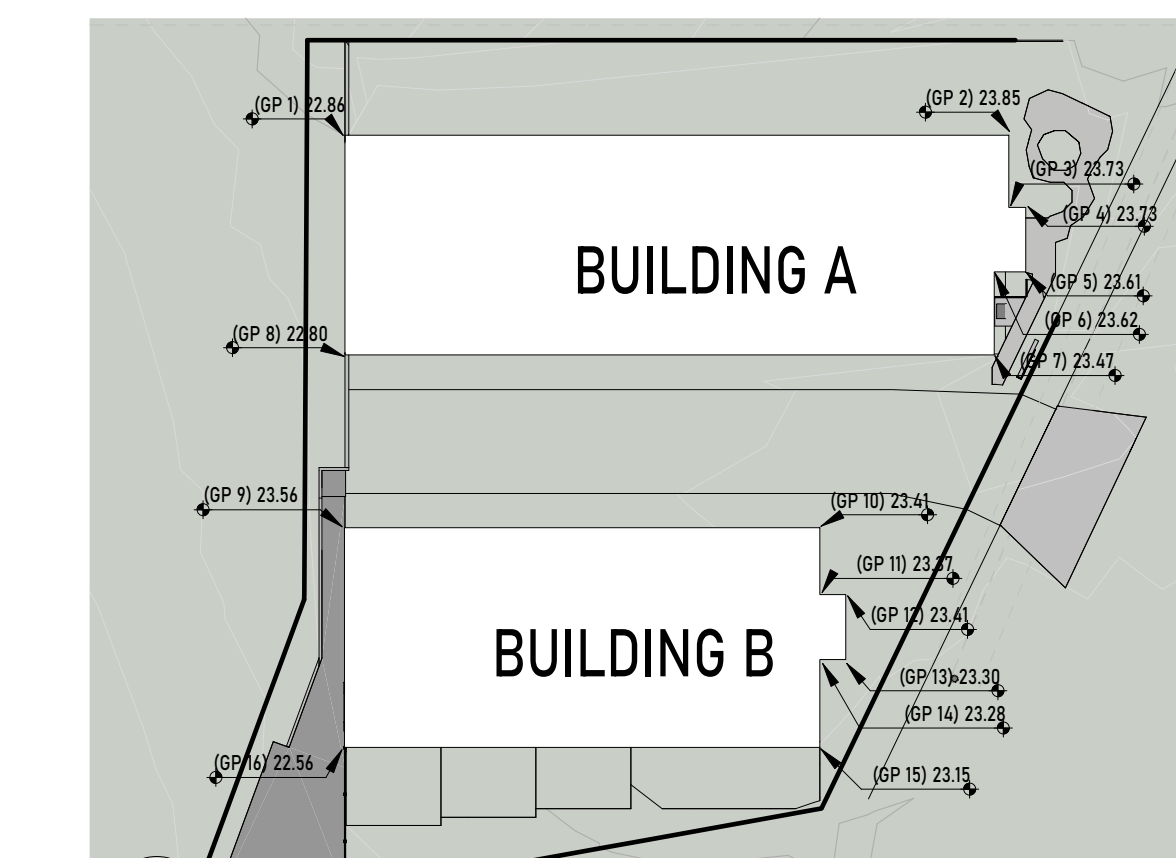 (GP 1) 22.86
(GP 2) 23.85
(GP 3) 23.73
(GP 4) 23.73
BUILDING A
(GP 5) 23.61
(GP 6) 23.62
(GP 8) 22.80
(GP 7) 23.47
(GP 9) 23.56
(GP 10) 23.41
(GP 11) 23.37
(GP 12) 23.41
BUILDING B
(GP 13) 23.30
(GP 14) 23.28
(GP 16) 22.56
(GP 15) 23.15